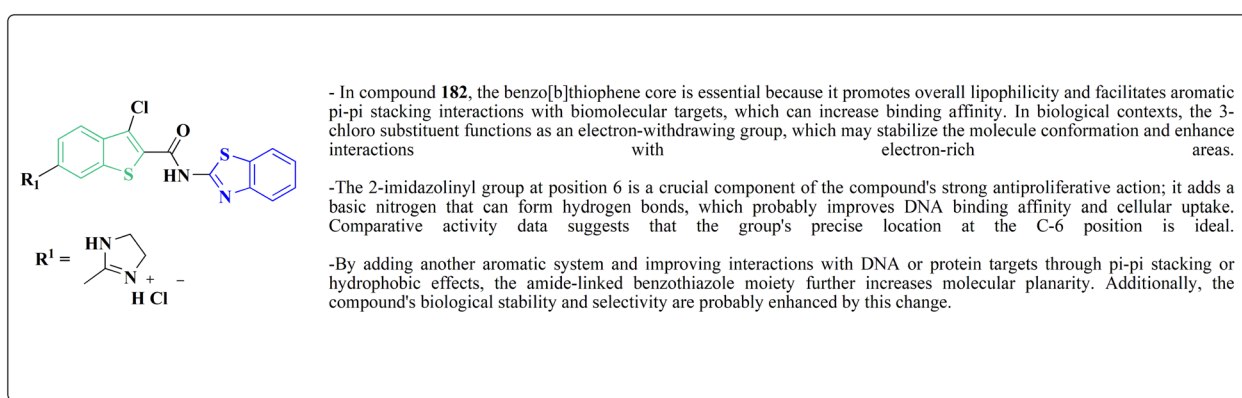 Cl
O
S
R1
S
HN
N
HN
R1 =
N
+
−
H Cl
- In compound 182, the benzo[b]thiophene core is essential because it promotes overall lipophilicity and facilitates aromatic
pi-pi stacking interactions with biomolecular targets, which can increase binding affinity. In biological contexts, the 3-
chloro substituent functions as an electron-withdrawing group, which may stabilize the molecule conformation and enhance
interactions with electron-rich areas.
-The 2-imidazolinyl group at position 6 is a crucial component of the compound's strong antiproliferative action; it adds a
basic nitrogen that can form hydrogen bonds, which probably improves DNA binding affinity and cellular uptake.
Comparative activity data suggests that the group's precise location at the C-6 position is ideal.
-By adding another aromatic system and improving interactions with DNA or protein targets through pi-pi stacking or
hydrophobic effects, the amide-linked benzothiazole moiety further increases molecular planarity. Additionally, the
compound's biological stability and selectivity are probably enhanced by this change.